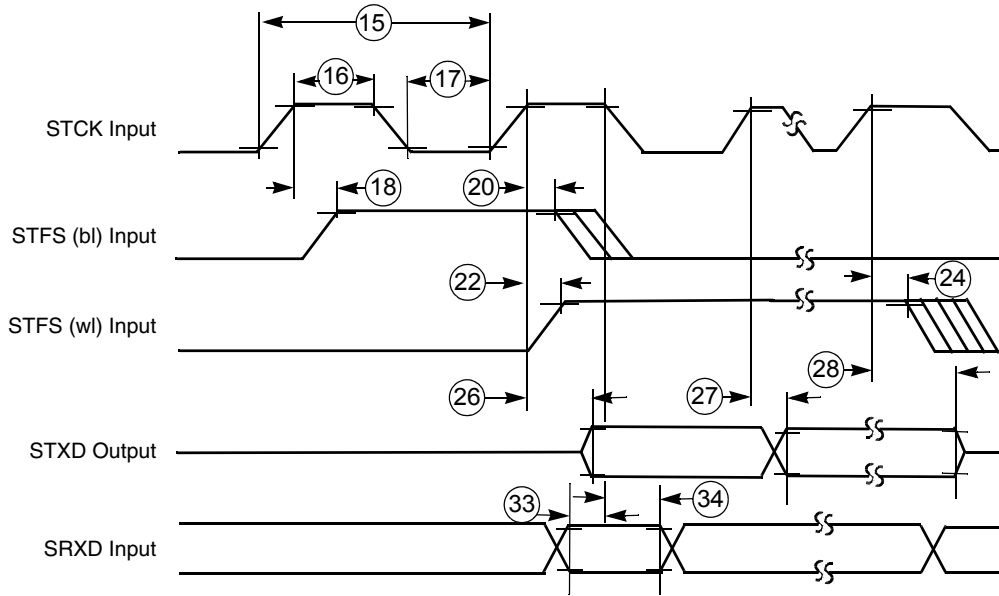 15
16
17
STCK Input
18
20
STFS (bl) Input
22
24
STFS (wl) Input
26
27
28
STXD Output
33
34
SRXD Input